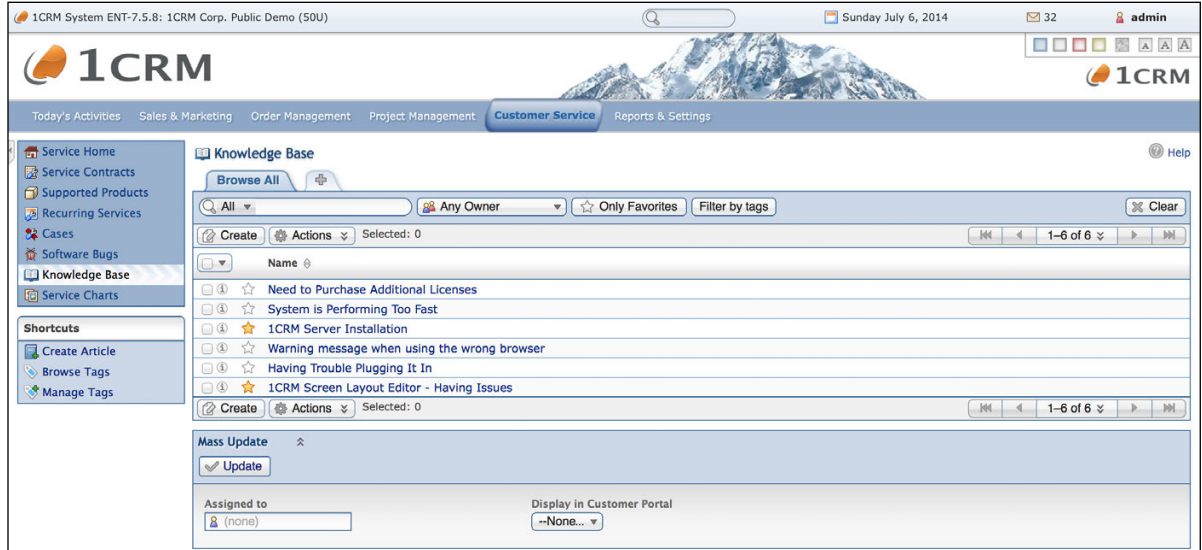 1CRM System ENT-7.5.8: 1CRM Corp. Public Demo (50U)
Sunday July 6, 2014
32
admin
1CRM
A A A
1CRM
Today's Activities Sales & Marketing Order Management Project Management Customer Service Reports & Settings
Service Home
Service Contracts
Supported Products
Recurring Services
Cases
Software Bugs
Knowledge Base
Service Charts
Shortcuts
Create Article
Browse Tags
Manage Tags
Knowledge Base
Help
Browse All
All Any Owner Only Favorites Filter by tags Clear
Create Actions Selected: 0 1–6 of 6
Name
Need to Purchase Additional Licenses
System is Performing Too Fast
1CRM Server Installation
Warning message when using the wrong browser
Having Trouble Plugging It In
1CRM Screen Layout Editor - Having Issues
Create Actions Selected: 0 1–6 of 6
Mass Update
Update
Assigned to Display in Customer Portal
(none) --None...